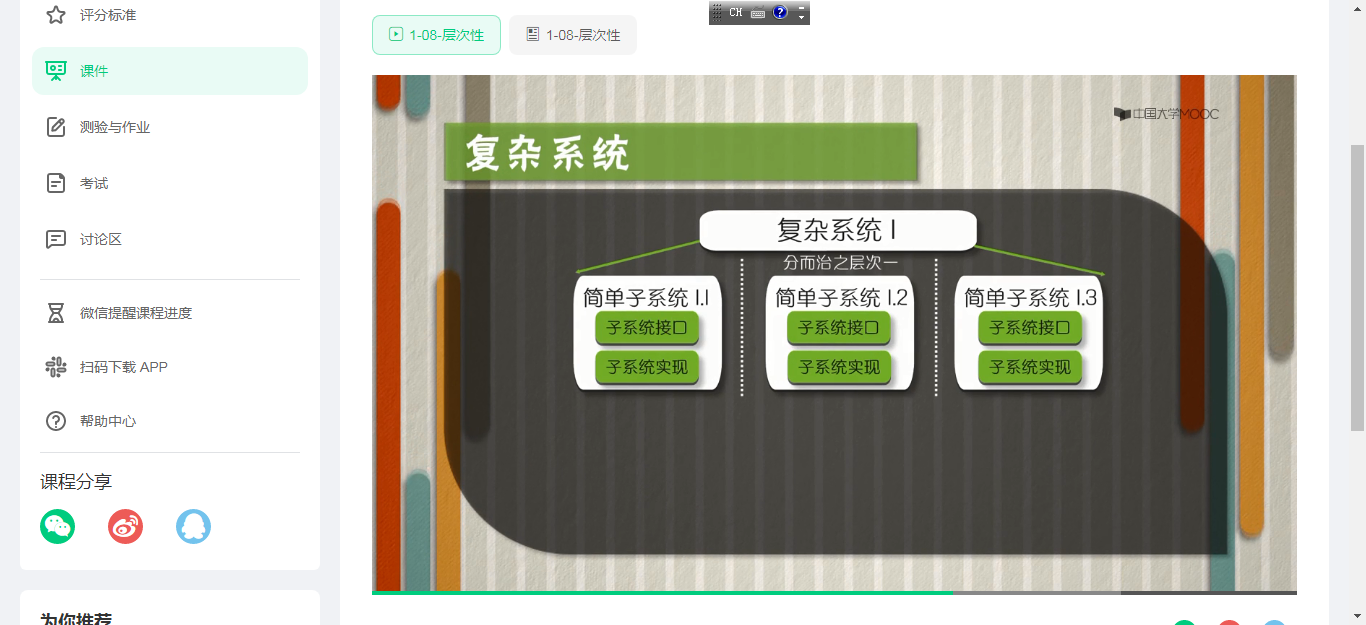 评分标准
课件
测验与作业
考试
讨论区
微信提醒课程进度
扫码下载 APP
帮助中心
课程分享
为你推荐
CH
1-08-层次性
1-08-层次性
中国大学MOOC
复杂系统
复杂系统 I
分而治之层次一
简单子系统 I.I
子系统接口
子系统实现
简单子系统 I.2
子系统接口
子系统实现
简单子系统 I.3
子系统接口
子系统实现